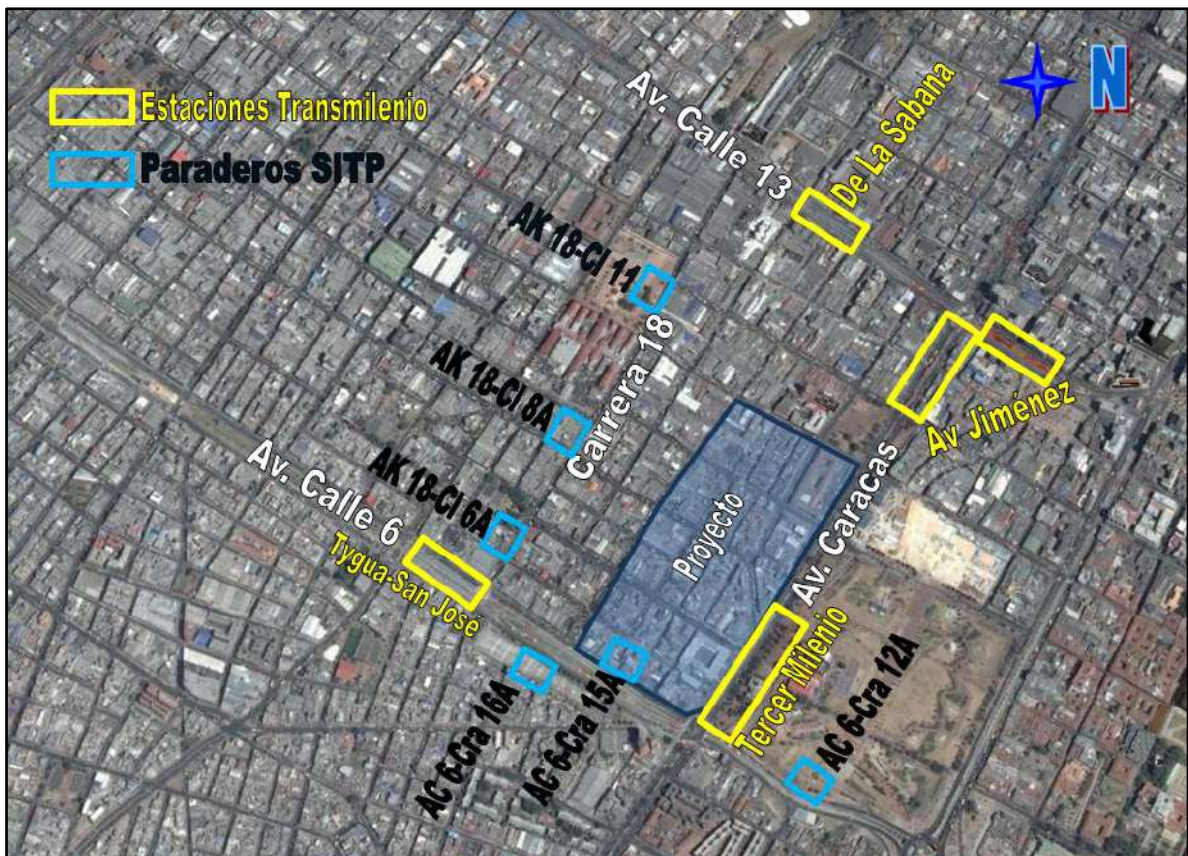 N
Estaciones Transmilenio
Paraderos SITP
Av. Calle 13
De La Sabana
AK 18-Cl 11
Carrera 18
AK 18-Cl 8A
Av Jiménez
Av. Caracas
Proyecto
AK 18-Cl 6A
Av. Calle 6
Tygua-San José
Tercer Milenio
AC 6-Cra 12A
AC 6-Cra 15A
AC 6-Cra 16A